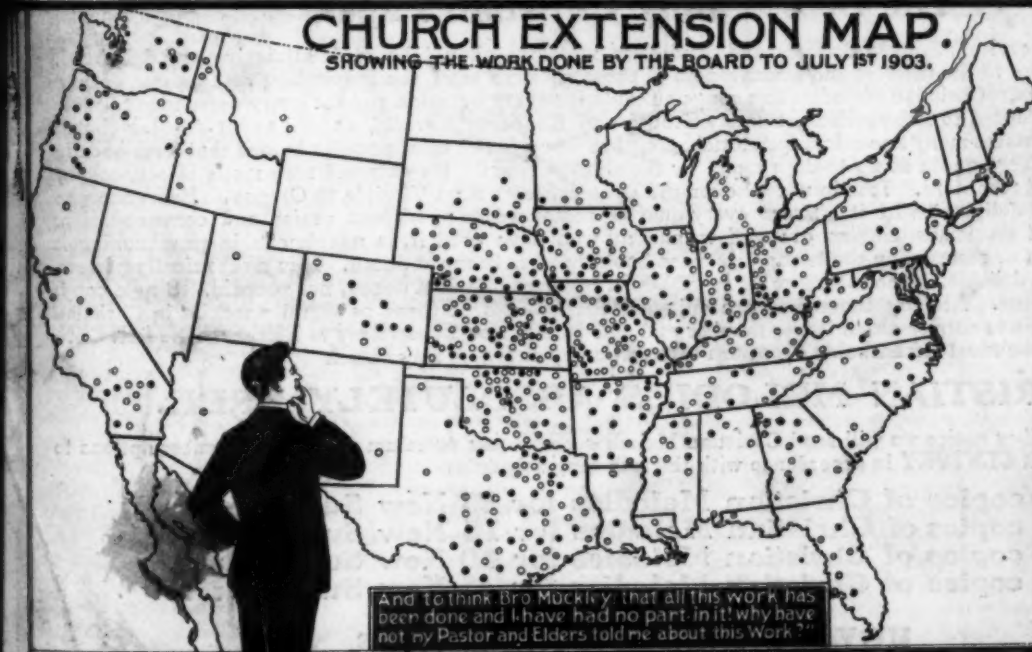 CHURCH EXTENSION MAP.
SHOWING THE WORK DONE BY THE BOARD TO JULY 1ST 1903.
And to think, Bro Muckley, that all this work has
been done and I have had no part in it! why have
not my Pastor and Elders told me about this Work?"